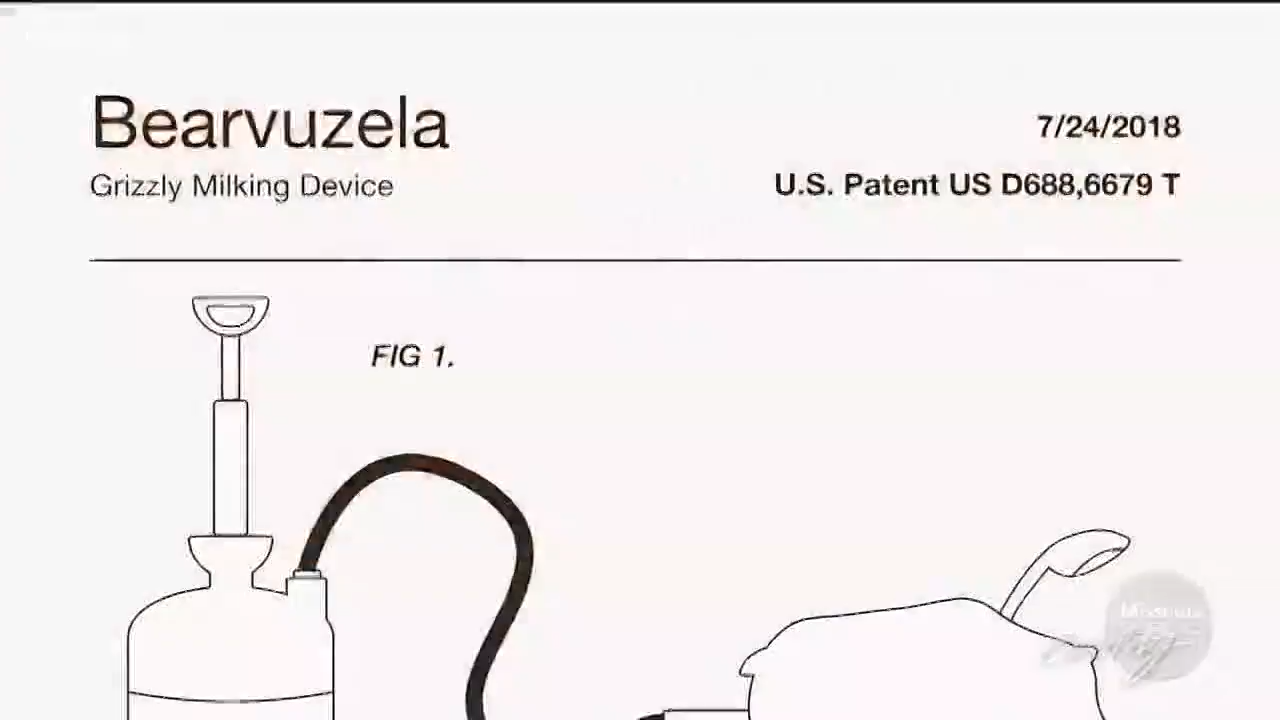 Bearvuzela
Grizzly Milking Device
7/24/2018
U.S. Patent US D688,6679 T
FIG 1.